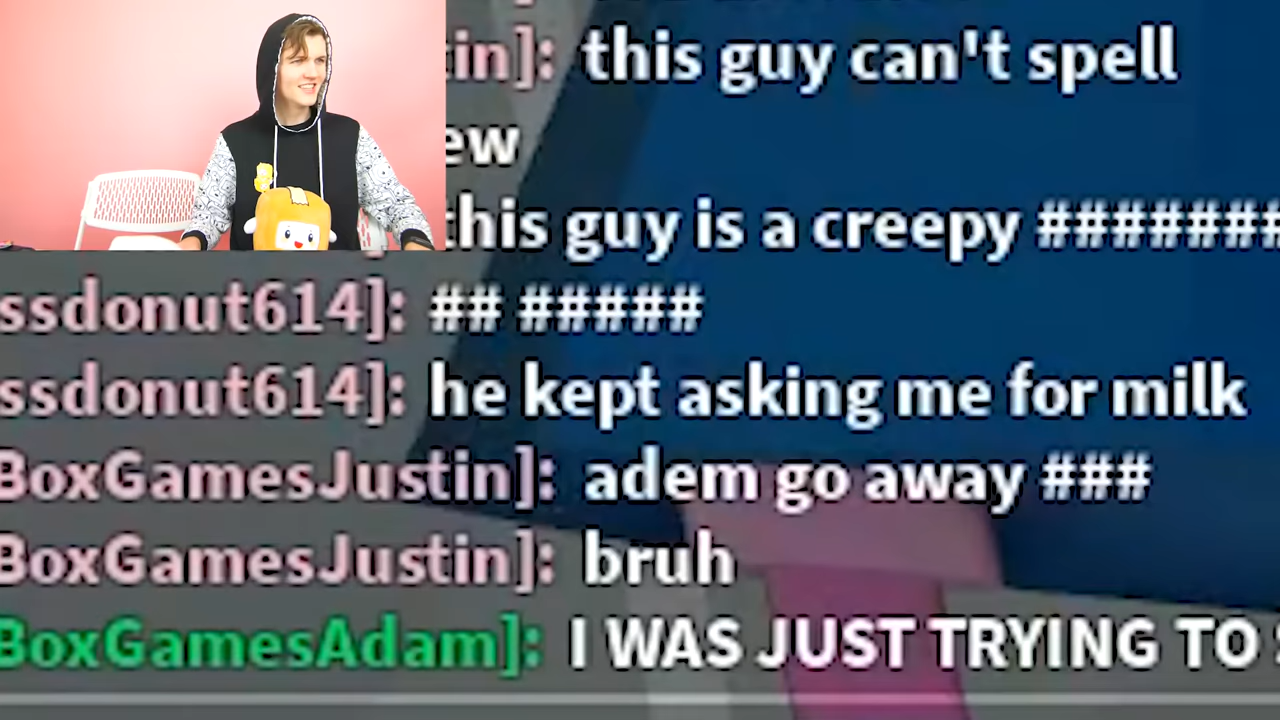 tin]: this guy can't spell
ew
this guy is a creepy #######
ssdonut614]: ## #####
ssdonut614]: he kept asking me for milk
BoxGamesJustin]: adem go away ###
BoxGamesJustin]: bruh
BoxGamesAdam]: I WAS JUST TRYING TO